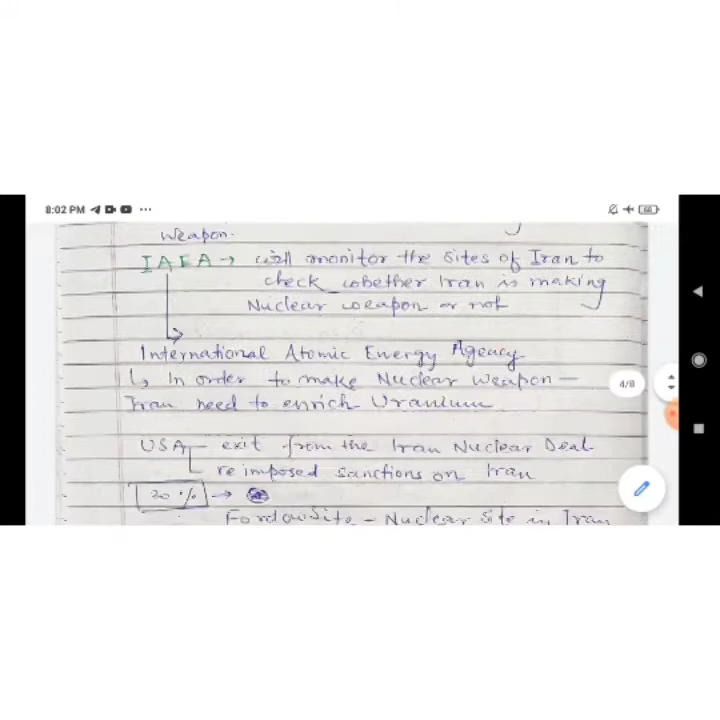 8:02 PM ...
60
Weapon.
IAEA → will monitor the sites of Iran to
check whether Iran is making
Nuclear weapon or not
International Atomic Energy Agency
↳ In order to make Nuclear Weapon -
Iran need to enrich Uranium
4/8
USA - exit from the Iran Nuclear Deal
reimposed sanctions on Iran
20% →
Fordow Site - Nuclear Site in Iran